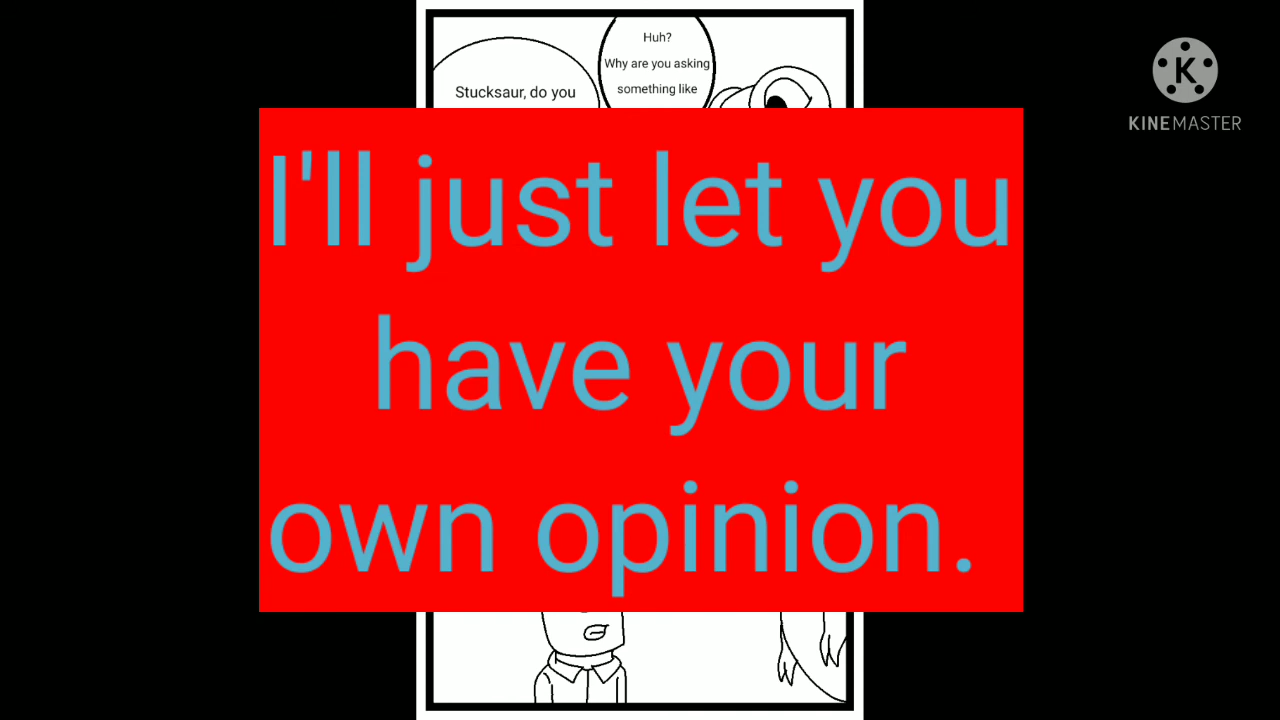 Huh?
Why are you asking
something like
Stucksaur, do you
K
KINEMASTER
I'll just let you
have your
own opinion.